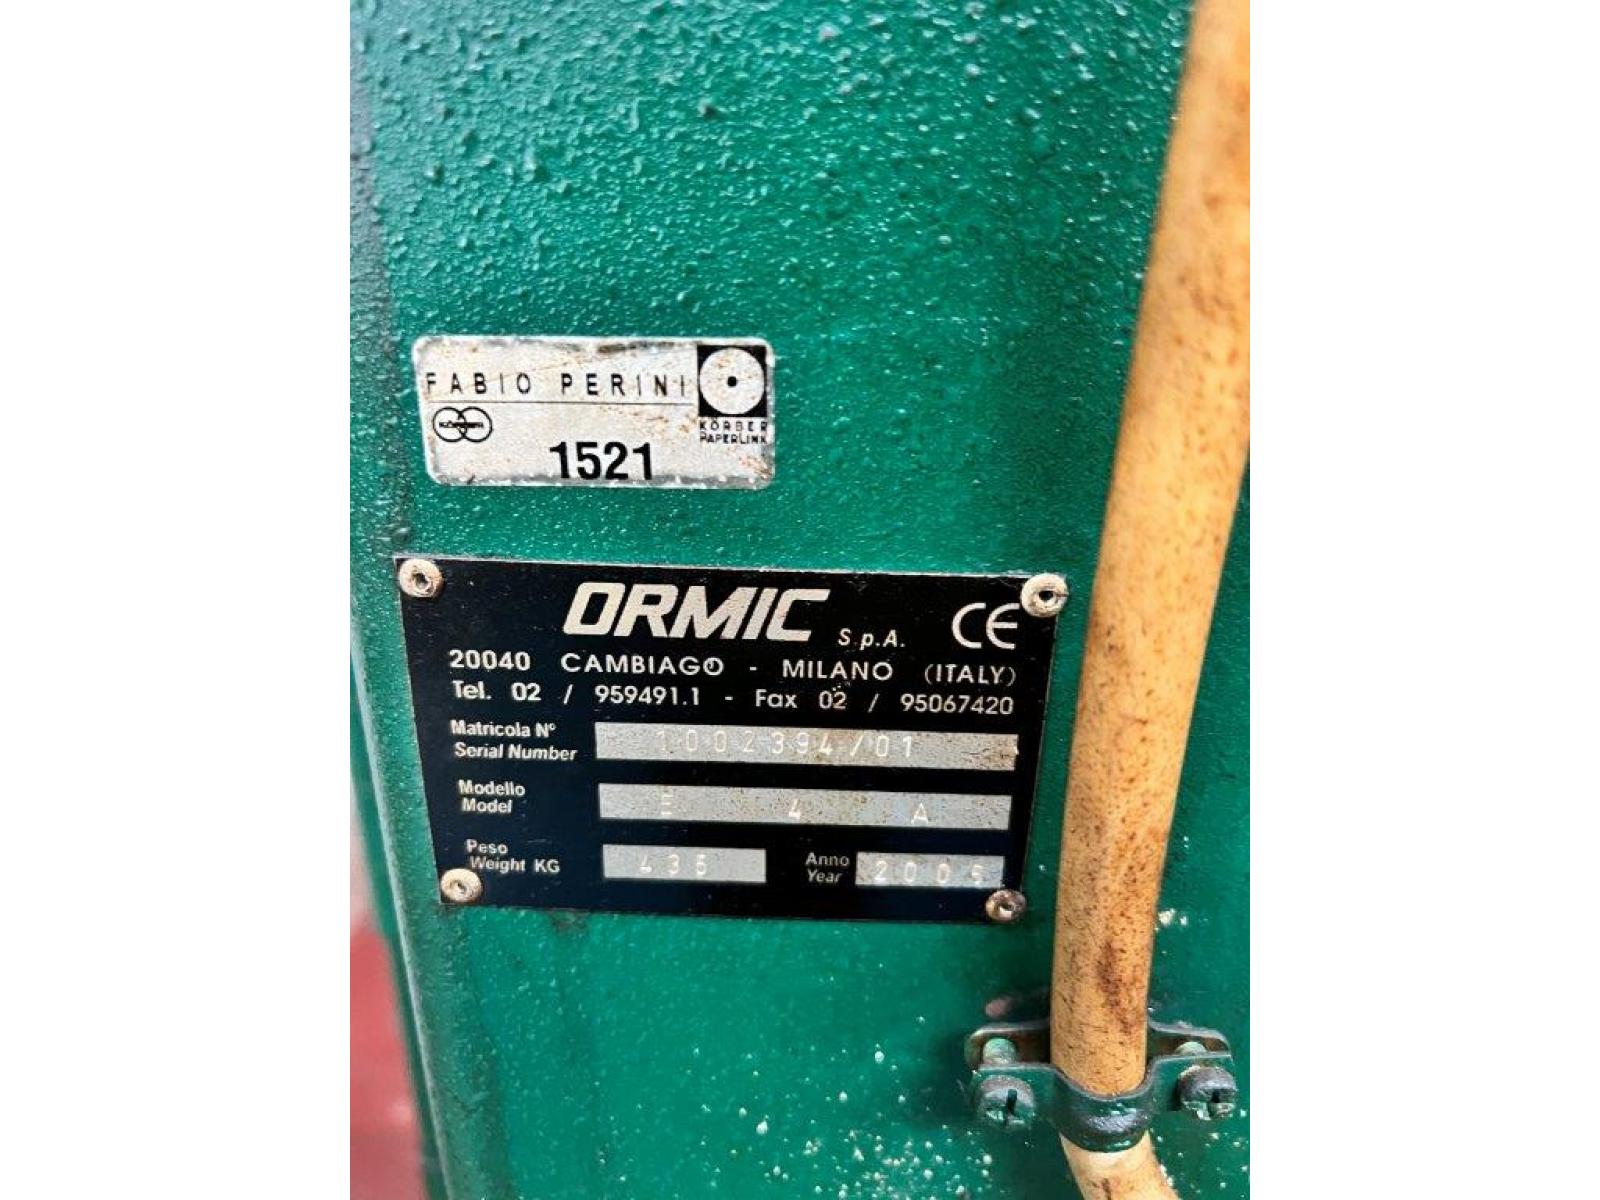 FABIO PERINI
KÖRBER
KÖRBER
PAPERLINK
1521
ORMIC S.p.A. CE
20040 CAMBIAGO - MILANO (ITALY)
Tel. 02 / 959491.1 - Fax 02 / 95067420
Matricola N°
Serial Number 1002394/01
Modello
Model E 4 A
Peso
Weight KG 435
Anno
Year